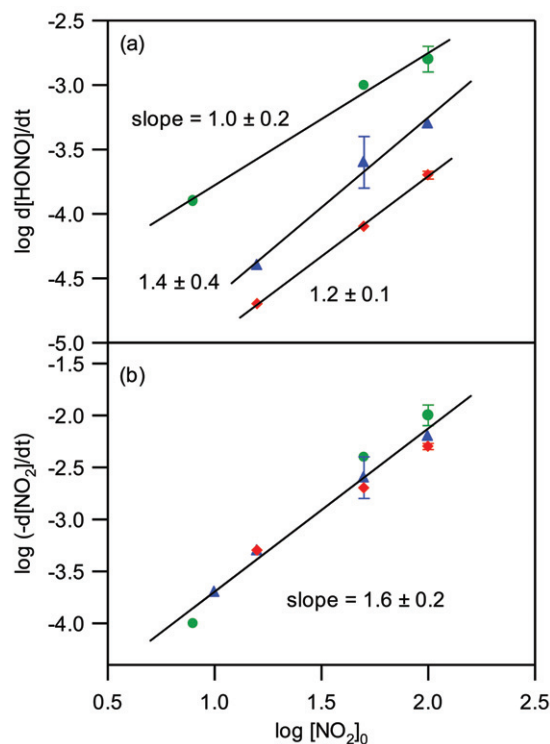 (a)
-2.5
-3.0
-3.5
-4.0
-4.5
-5.0
log d[HONO]/dt
slope = 1.0 ± 0.2
1.4 ± 0.4
1.2 ± 0.1
(b)
-1.5
-2.0
-2.5
-3.0
-3.5
-4.0
log (-d[NO₂]/dt)
slope = 1.6 ± 0.2
0.5 1.0 1.5 2.0 2.5
log [NO₂]₀